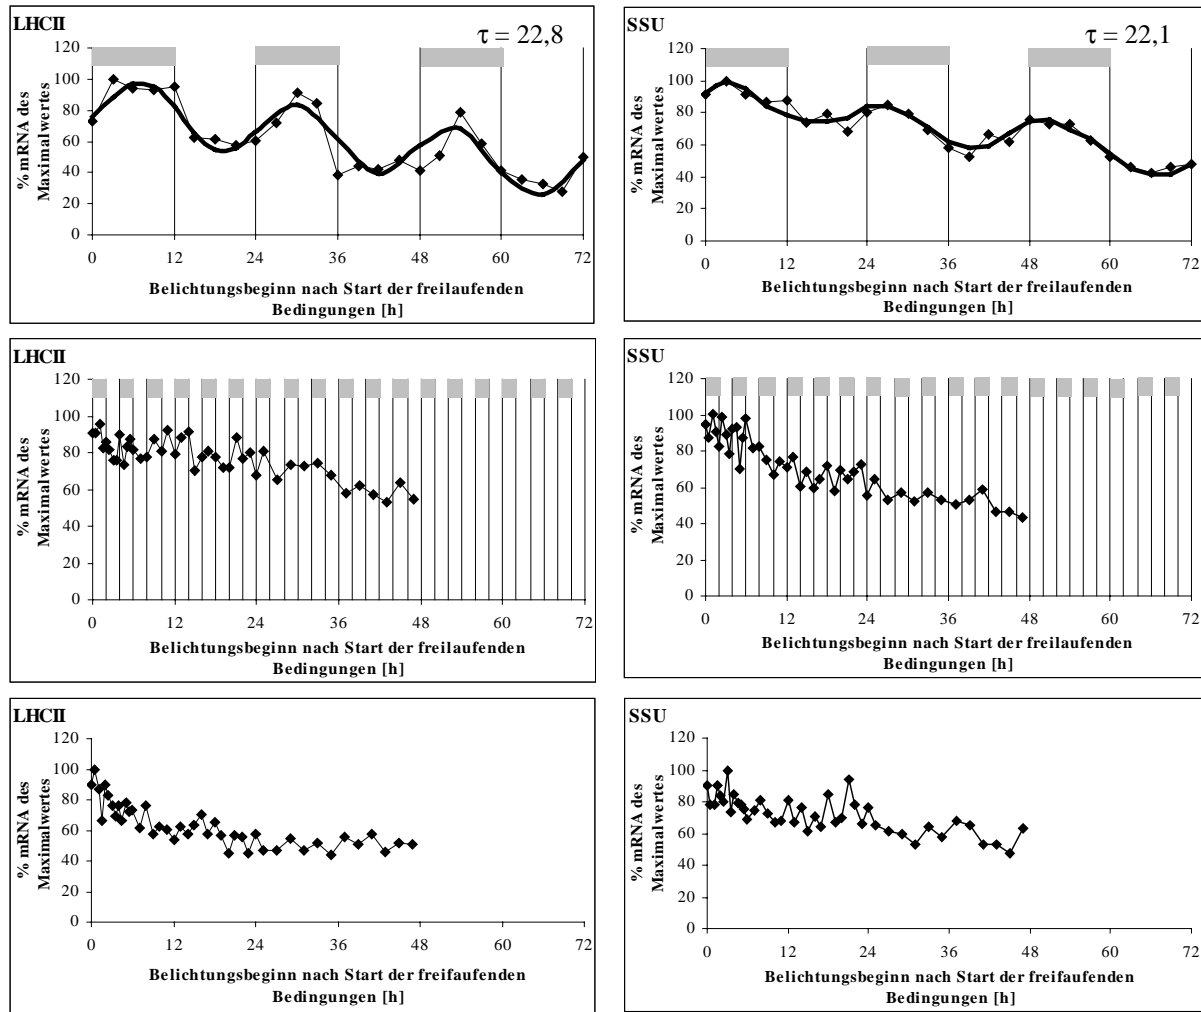 LHCII
τ = 22,8
120
100
80
60
40
20
0
% mRNA des
Maximalwertes
0 12 24 36 48 60 72
Belichtungsbeginn nach Start der freilaufenden
Bedingungen [h]
SSU
τ = 22,1
120
100
80
60
40
20
0
% mRNA des
Maximalwertes
0 12 24 36 48 60 72
Belichtungsbeginn nach Start der freilaufenden
Bedingungen [h]
LHCII
120
100
80
60
40
20
0
% mRNA des
Maximalwertes
0 12 24 36 48 60 72
Belichtungsbeginn nach Start der freilaufenden
Bedingungen [h]
SSU
120
100
80
60
40
20
0
% mRNA des
Maximalwertes
0 12 24 36 48 60 72
Belichtungsbeginn nach Start der freilaufenden
Bedingungen [h]
LHCII
120
100
80
60
40
20
0
% mRNA des
Maximalwertes
0 12 24 36 48 60 72
Belichtungsbeginn nach Start der freifaufenden
Bedingungen [h]
SSU
120
100
80
60
40
20
0
% mRNA des
Maximalwertes
0 12 24 36 48 60 72
Belichtungsbeginn nach Start der freifaufenden
Bedingungen [h]